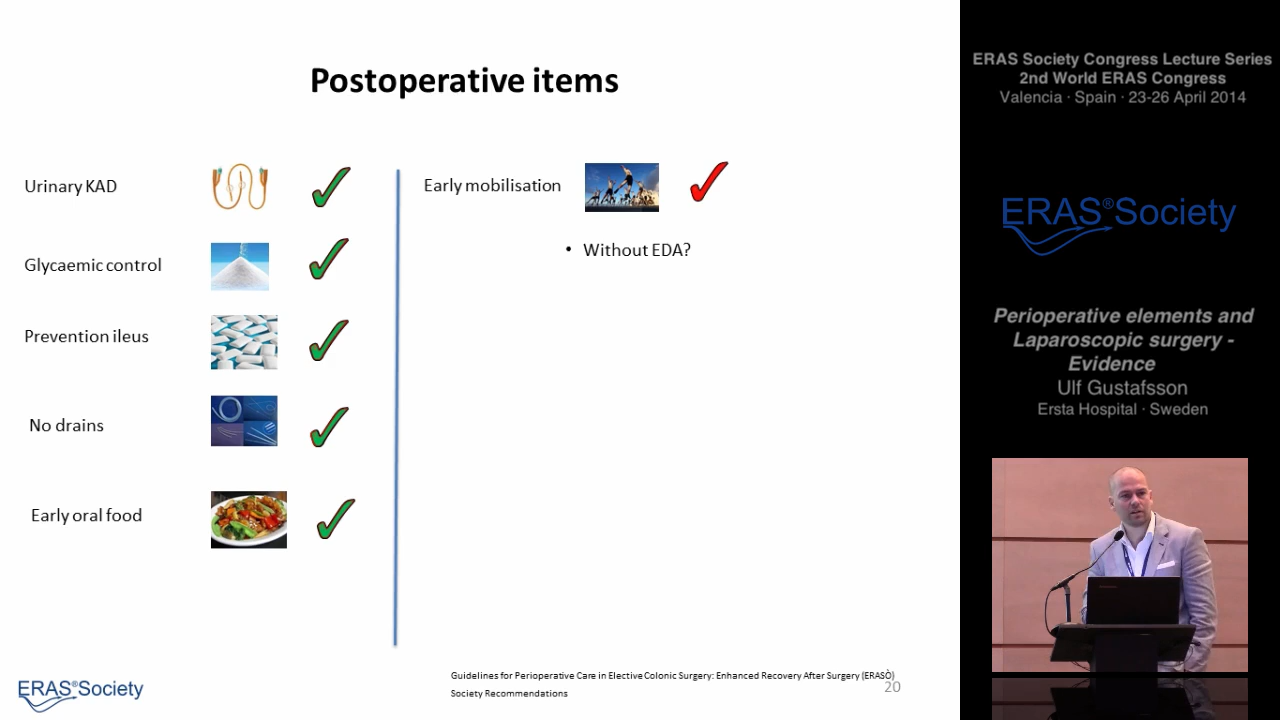 Postoperative items
Urinary KAD
Glycaemic control
Prevention ileus
No drains
Early oral food
Early mobilisation
• Without EDA?
Guidelines for Perioperative Care in Elective Colonic Surgery: Enhanced Recovery After Surgery (ERASÒ)
Society Recommendations
20
ERAS®Society
ERAS Society Congress Lecture Series
2nd World ERAS Congress
Valencia · Spain · 23-26 April 2014
ERAS®Society
Perioperative elements and
Laparoscopic surgery -
Evidence
Ulf Gustafsson
Ersta Hospital · Sweden